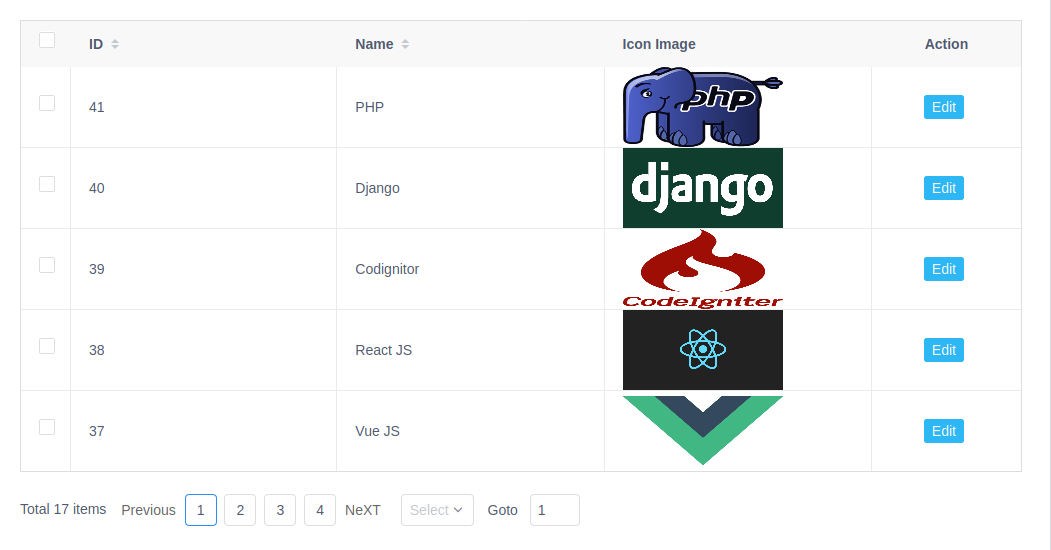 ID Name Icon Image Action
41 PHP php Edit
40 Django django Edit
39 Codignitor CodeIgniter Edit
38 React JS Edit
37 Vue JS Edit
Total 17 items Previous 1 2 3 4 NeXT Select Goto 1